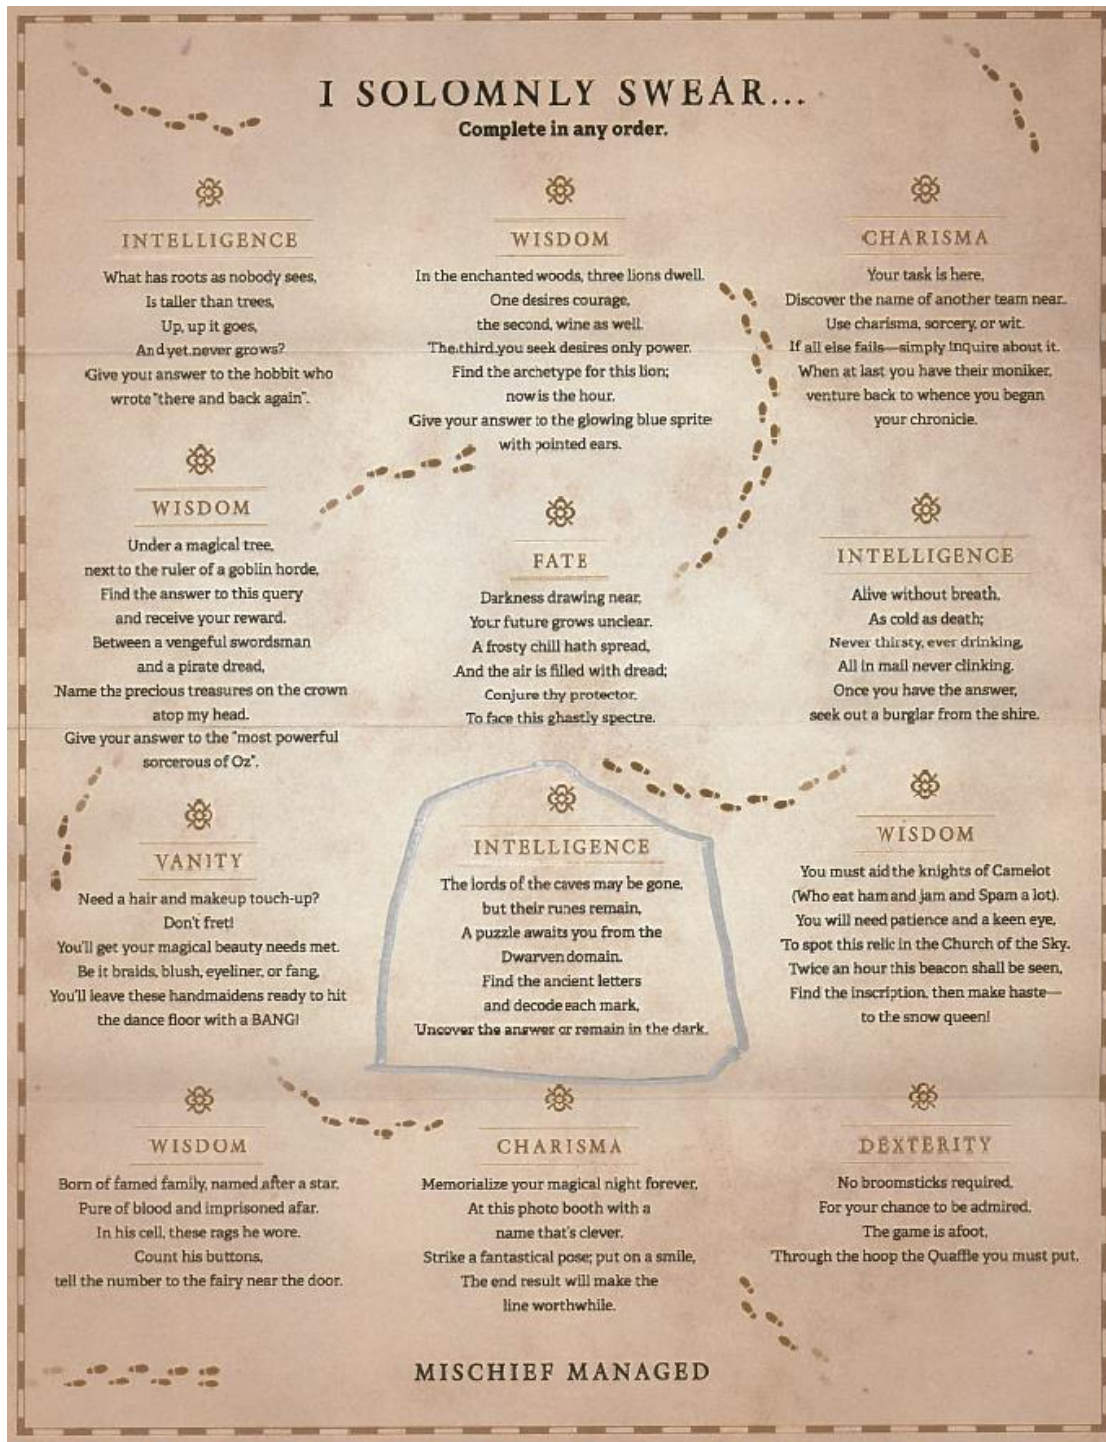 I SOLOMNLY SWEAR...
Complete in any order.
INTELLIGENCE
What has roots as nobody sees,
Is taller than trees,
Up, up it goes,
And yet never grows?
Give your answer to the hobbit who
wrote "there and back again".
WISDOM
In the enchanted woods, three lions dwell.
One desires courage,
the second, wine as well.
The third you seek desires only power.
Find the archetype for this lion;
now is the hour.
Give your answer to the glowing blue sprite
with pointed ears.
CHARISMA
Your task is here,
Discover the name of another team near.
Use charisma, sorcery, or wit.
If all else fails—simply inquire about it.
When at last you have their moniker,
venture back to whence you began
your chronicle.
WISDOM
Under a magical tree,
next to the ruler of a goblin horde,
Find the answer to this query
and receive your reward.
Between a vengeful swordsman
and a pirate dread,
Name the precious treasures on the crown
atop my head.
Give your answer to the "most powerful
sorcerous of Oz".
FATE
Darkness drawing near,
Your future grows unclear.
A frosty chill hath spread,
And the air is filled with dread;
Conjure thy protector,
To face this ghastly spectre.
INTELLIGENCE
Alive without breath,
As cold as death;
Never thirsty, ever drinking,
All in mail never clinking.
Once you have the answer,
seek out a burglar from the shire.
VANITY
Need a hair and makeup touch-up?
Don't fret!
You'll get your magical beauty needs met.
Be it braids, blush, eyeliner, or fang,
You'll leave these handmaidens ready to hit
the dance floor with a BANG!
INTELLIGENCE
The lords of the caves may be gone,
but their runes remain,
A puzzle awaits you from the
Dwarven domain.
Find the ancient letters
and decode each mark,
Uncover the answer or remain in the dark.
WISDOM
You must aid the knights of Camelot
(Who eat ham and jam and Spam a lot).
You will need patience and a keen eye,
To spot this relic in the Church of the Sky.
Twice an hour this beacon shall be seen,
Find the inscription, then make haste—
to the snow queen!
WISDOM
Born of famed family, named after a star,
Pure of blood and imprisoned afar.
In his cell, these rags he wore.
Count his buttons,
tell the number to the fairy near the door.
CHARISMA
Memorialize your magical night forever,
At this photo booth with a
name that's clever.
Strike a fantastical pose; put on a smile,
The end result will make the
line worthwhile.
DEXTERITY
No broomsticks required,
For your chance to be admired.
The game is afoot,
Through the hoop the Quaffle you must put.
MISCHIEF MANAGED